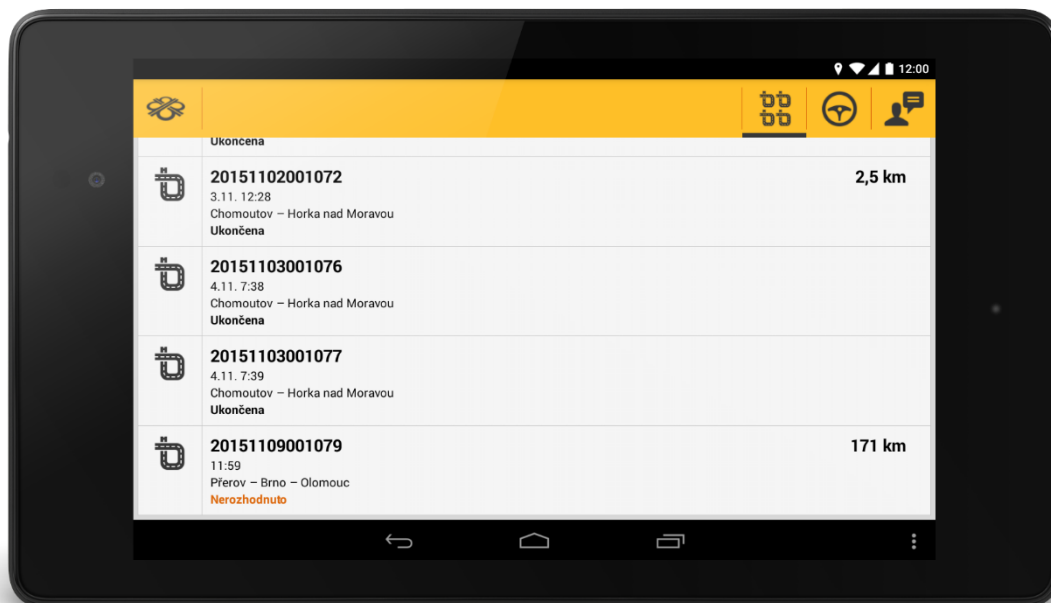 12:00
Ukončena
20151102001072
2,5 km
3.11. 12:28
Chomoutov – Horka nad Moravou
Ukončena
20151103001076
4.11. 7:38
Chomoutov – Horka nad Moravou
Ukončena
20151103001077
4.11. 7:39
Chomoutov – Horka nad Moravou
Ukončena
20151109001079
171 km
11:59
Přerov – Brno – Olomouc
Nerozhodnuto